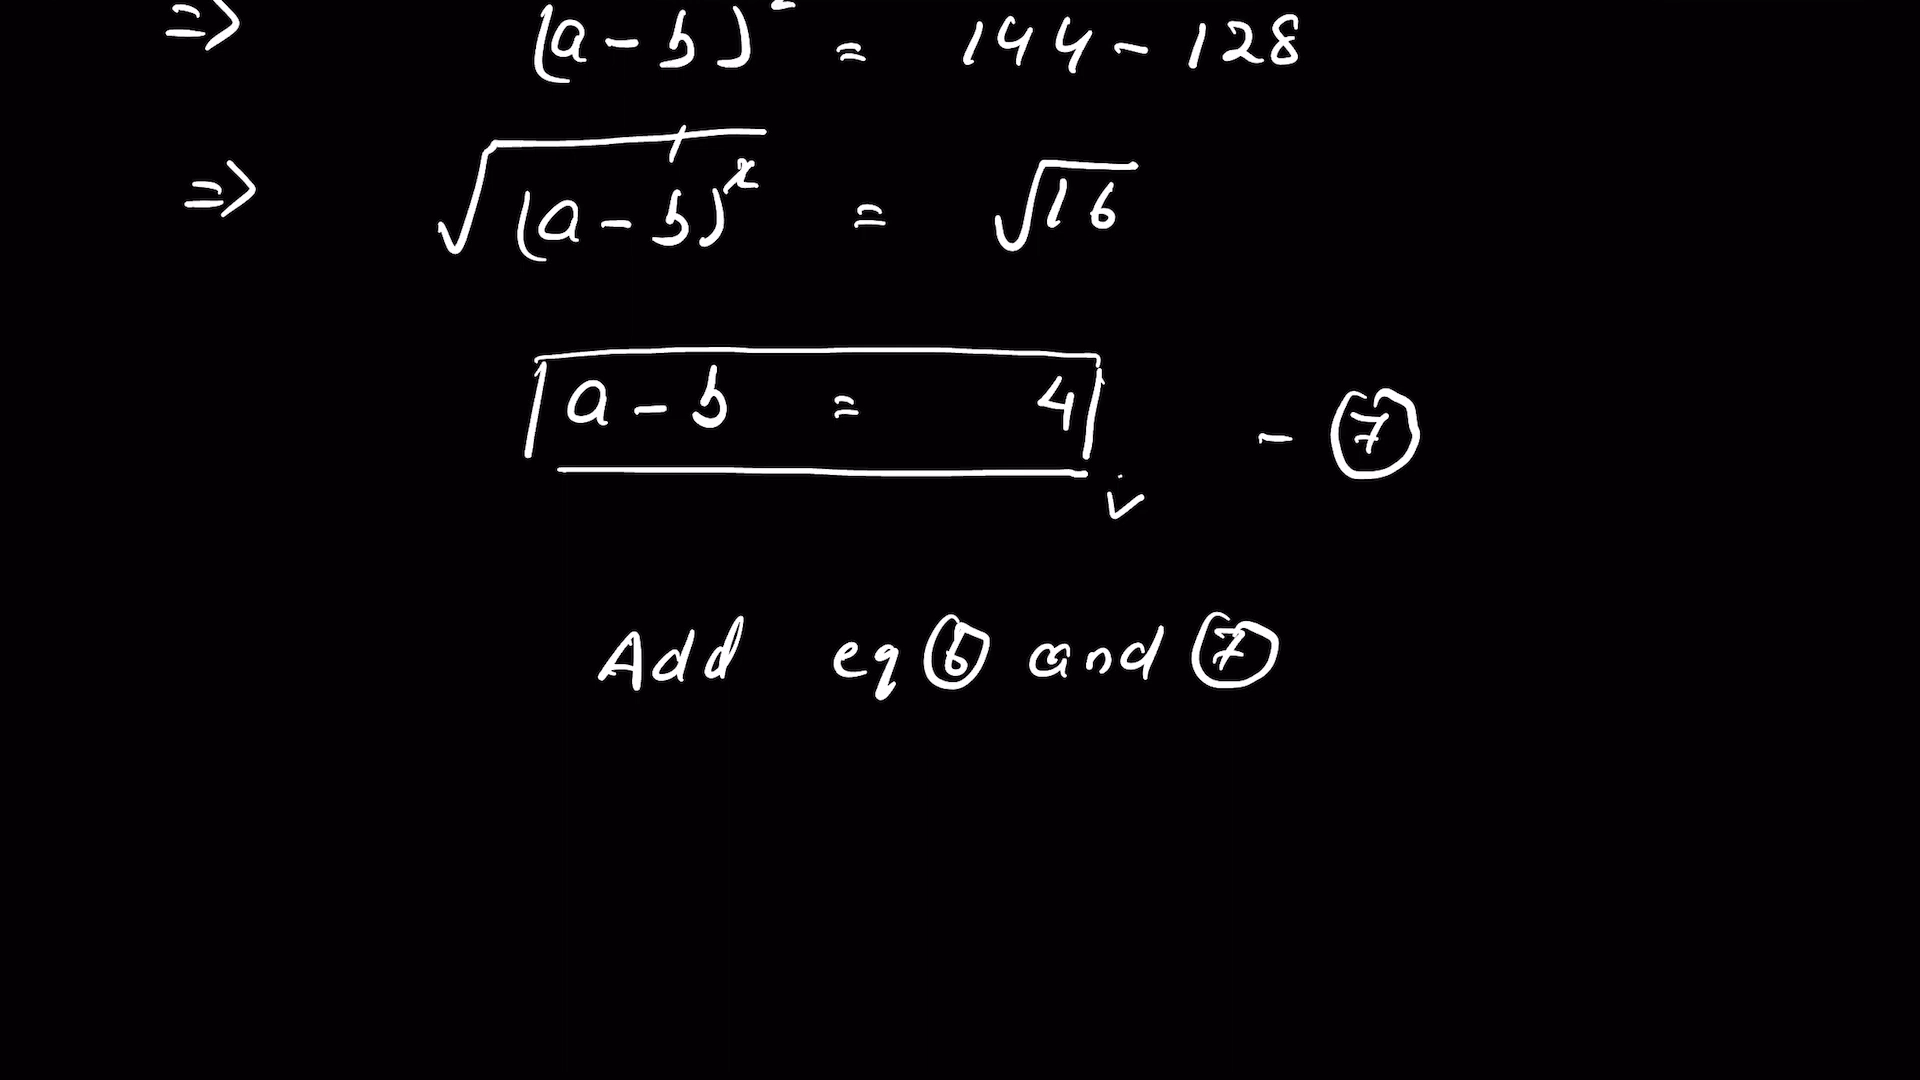 => (a-b)² = 144-128
=> √(a-b)² = √16
a-b = 4 - ⑦
Add eq ⑥ and ⑦